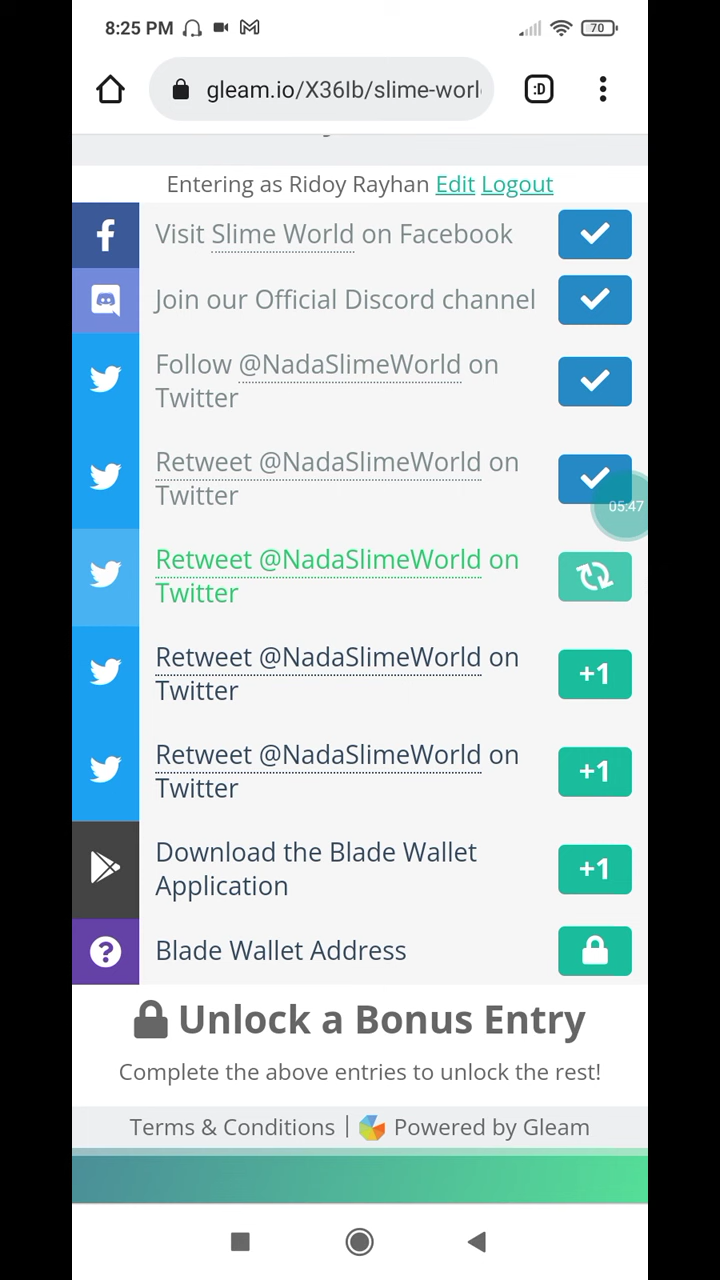 8:25 PM
70
gleam.io/X36Ib/slime-worl
:D
Entering as Ridoy Rayhan Edit Logout
Visit Slime World on Facebook
Join our Official Discord channel
Follow @NadaSlimeWorld on
Twitter
Retweet @NadaSlimeWorld on
Twitter
05:47
Retweet @NadaSlimeWorld on
Twitter
Retweet @NadaSlimeWorld on
Twitter
+1
Retweet @NadaSlimeWorld on
Twitter
+1
Download the Blade Wallet
Application
+1
Blade Wallet Address
Unlock a Bonus Entry
Complete the above entries to unlock the rest!
Terms & Conditions | Powered by Gleam